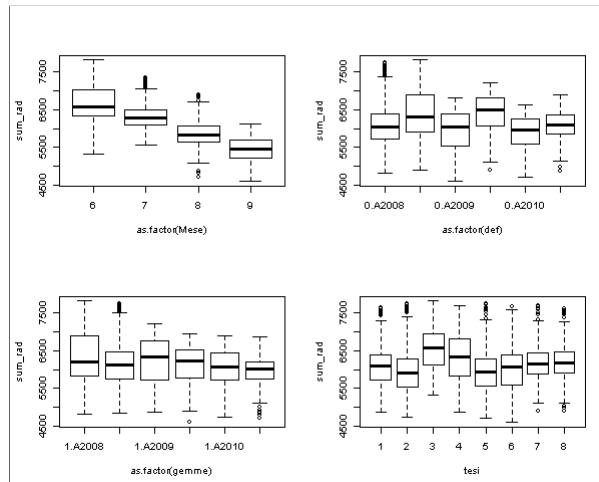 sum_rad
4500 5500 6500 7500
6 7 8 9
as.factor(Mese)
sum_rad
4500 5500 6500 7500
0.A2008 0.A2009 0.A2010
as.factor(def)
sum_rad
4500 5500 6500 7500
1.A2008 1.A2009 1.A2010
as.factor(gemme)
sum_rad
4500 5500 6500 7500
1 2 3 4 5 6 7 8
tesi